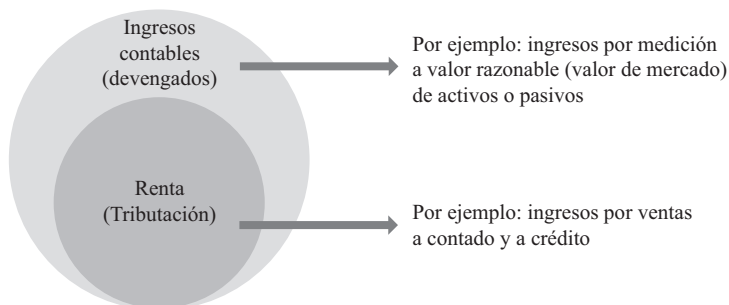 Ingresos
contables
(devengados)
Por ejemplo: ingresos por medición
a valor razonable (valor de mercado)
de activos o pasivos
Renta
(Tributación)
Por ejemplo: ingresos por ventas
a contado y a crédito